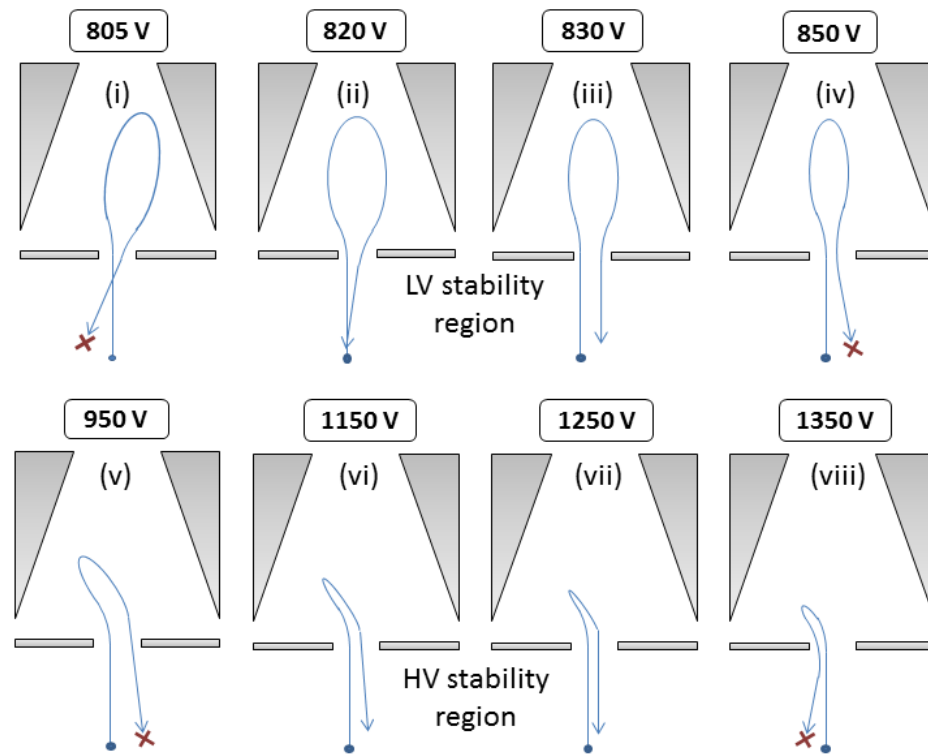 805 V
820 V
830 V
850 V
(i)
(ii)
(iii)
(iv)
LV stability
region
950 V
1150 V
1250 V
1350 V
(v)
(vi)
(vii)
(viii)
HV stability
region